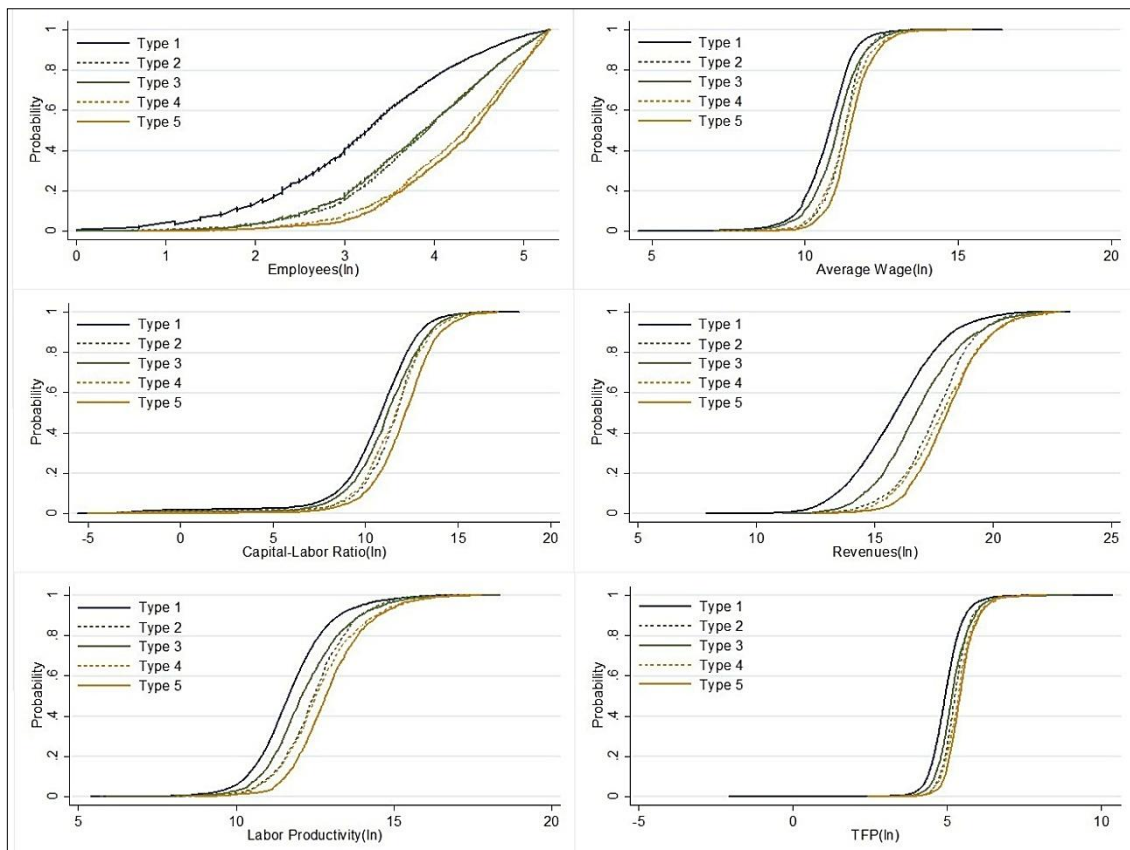 Probability
0 .2 .4 .6 .8 1
Type 1
Type 2
Type 3
Type 4
Type 5
0 1 2 3 4 5
Employees(ln)
Probability
0 .2 .4 .6 .8 1
Type 1
Type 2
Type 3
Type 4
Type 5
5 10 15 20
Average Wage(ln)
Probability
0 .2 .4 .6 .8 1
Type 1
Type 2
Type 3
Type 4
Type 5
-5 0 5 10 15 20
Capital-Labor Ratio(ln)
Probability
0 .2 .4 .6 .8 1
Type 1
Type 2
Type 3
Type 4
Type 5
5 10 15 20 25
Revenues(ln)
Probability
0 .2 .4 .6 .8 1
Type 1
Type 2
Type 3
Type 4
Type 5
5 10 15 20
Labor Productivity(ln)
Probability
0 .2 .4 .6 .8 1
Type 1
Type 2
Type 3
Type 4
Type 5
-5 0 5 10
TFP(ln)